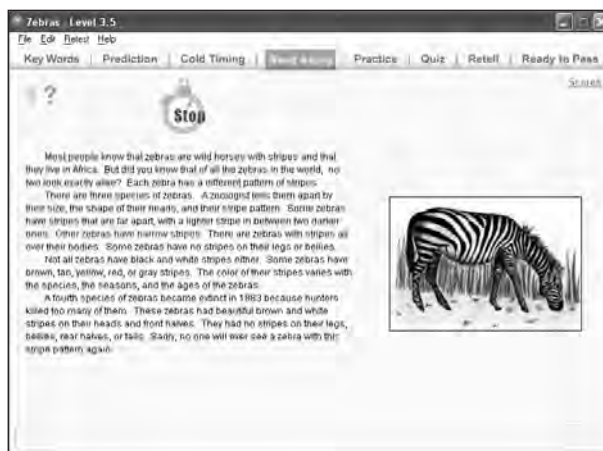 Zebras Level 3.5
File Edit Retest Help
Key Words | Prediction | Cold Timing | Read Along | Practice | Quiz | Retell | Ready to Pass
Scores
?
Stop
Most people know that zebras are wild horses with stripes and that
they live in Africa. But did you know that of all the zebras in the world, no
two look exactly alike? Each zebra has a different pattern of stripes.
There are three species of zebras. A zoologist tells them apart by
their size, the shape of their heads, and their stripe pattern. Some zebras
have stripes that are far apart, with a lighter stripe in between two darker
ones. Other zebras have narrow stripes. There are zebras with stripes all
over their bodies. Some zebras have no stripes on their legs or bellies.
Not all zebras have black and white stripes either. Some zebras have
brown, tan, yellow, red, or gray stripes. The color of their stripes varies with
the species, the seasons, and the ages of the zebras.
A fourth species of zebras became extinct in 1883 because hunters
killed too many of them. These zebras had beautiful brown and white
stripes on their heads and front halves. They had no stripes on their legs,
bellies, rear halves, or tails. Sadly, no one will ever see a zebra with this
stripe pattern again.